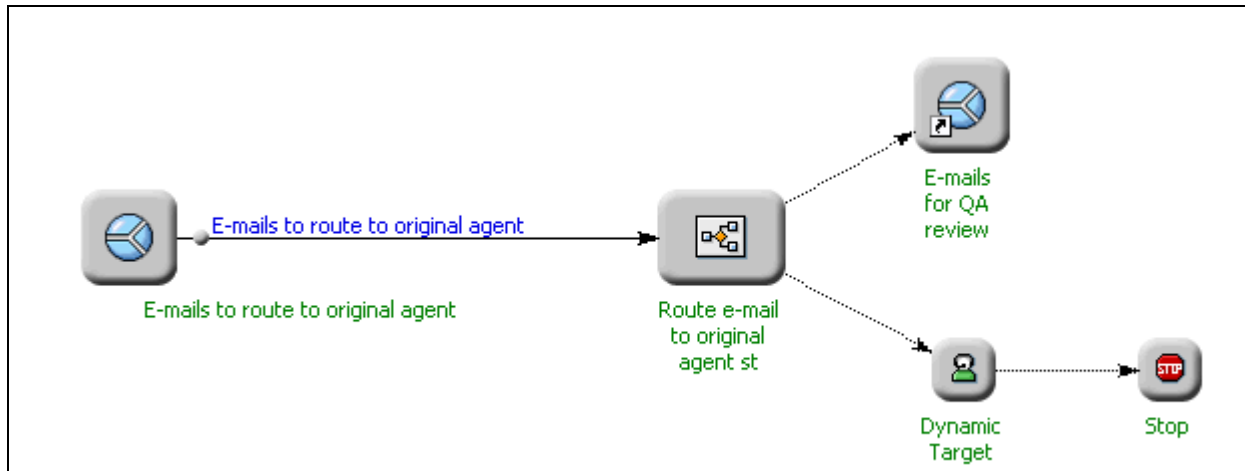 E-mails to route to original agent
E-mails to route to original agent
Route e-mail
to original
agent st
E-mails
for QA
review
Dynamic
Target
STOP
Stop